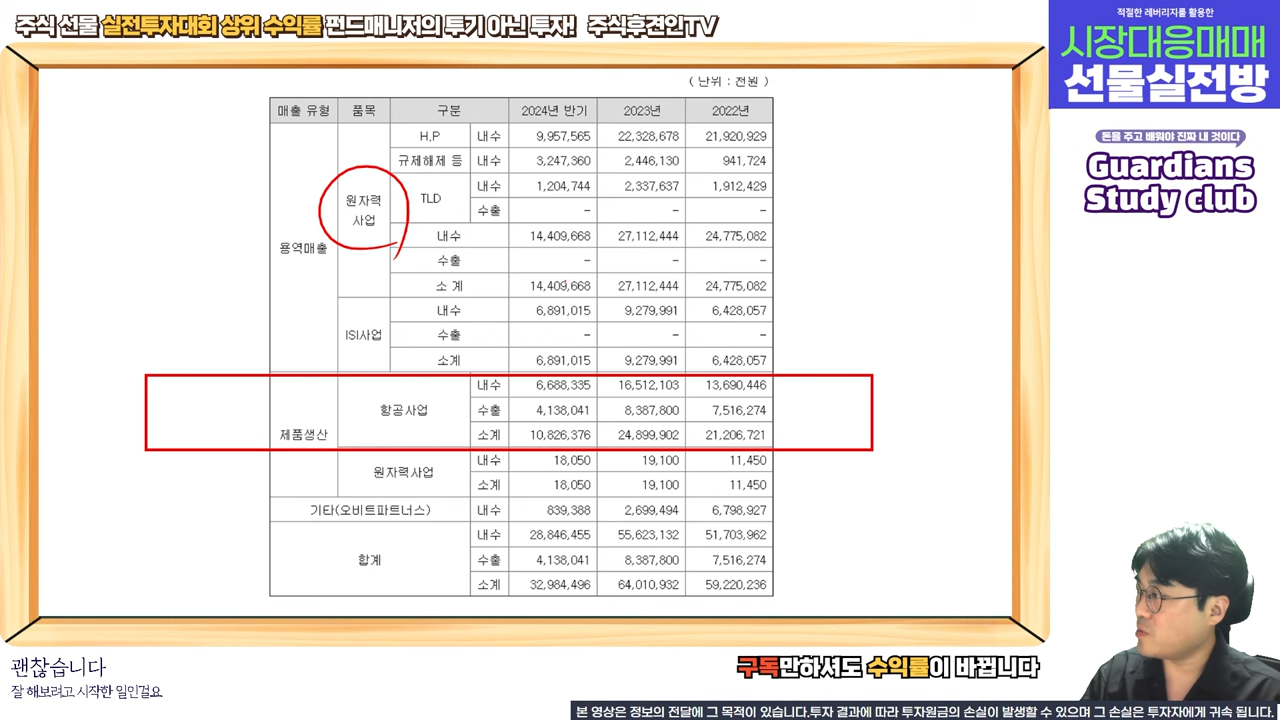 주식 선물 실전투자대회 상위 수익률 펀드매니저의 투기 아닌 투자! 주식후견인TV
적절한 레버리지를 활용한
시장대응매매
선물실전방
돈을 주고 배워야 진짜 내 것이다
Guardians
Study club
( 단위 : 천원 )
매출 유형 품목 구분 2024년 반기 2023년 2022년
용역매출 원자력 사업 H.P 내수 9,957,565 22,328,678 21,920,929
규제해제 등 내수 3,247,360 2,446,130 941,724
TLD 내수 1,204,744 2,337,637 1,912,429
수출 – – –
내수 14,409,668 27,112,444 24,775,082
수출 – – –
소 계 14,409,668 27,112,444 24,775,082
ISI사업 내수 6,891,015 9,279,991 6,428,057
수출 – – –
소계 6,891,015 9,279,991 6,428,057
제품생산 항공사업 내수 6,688,335 16,512,103 13,690,446
수출 4,138,041 8,387,800 7,516,274
소계 10,826,376 24,899,902 21,206,721
원자력사업 내수 18,050 19,100 11,450
소계 18,050 19,100 11,450
기타(오비트파트너스) 내수 839,388 2,699,494 6,798,927
합계 내수 28,846,455 55,623,132 51,703,962
수출 4,138,041 8,387,800 7,516,274
소계 32,984,496 64,010,932 59,220,236
괜찮습니다
잘 해보려고 시작한 일인걸요
구독만하셔도 수익률이 바뀝니다
본 영상은 정보의 전달에 그 목적이 있습니다.투자 결과에 따라 투자원금의 손실이 발생할 수 있으며 그 손실은 투자자에게 귀속 됩니다.